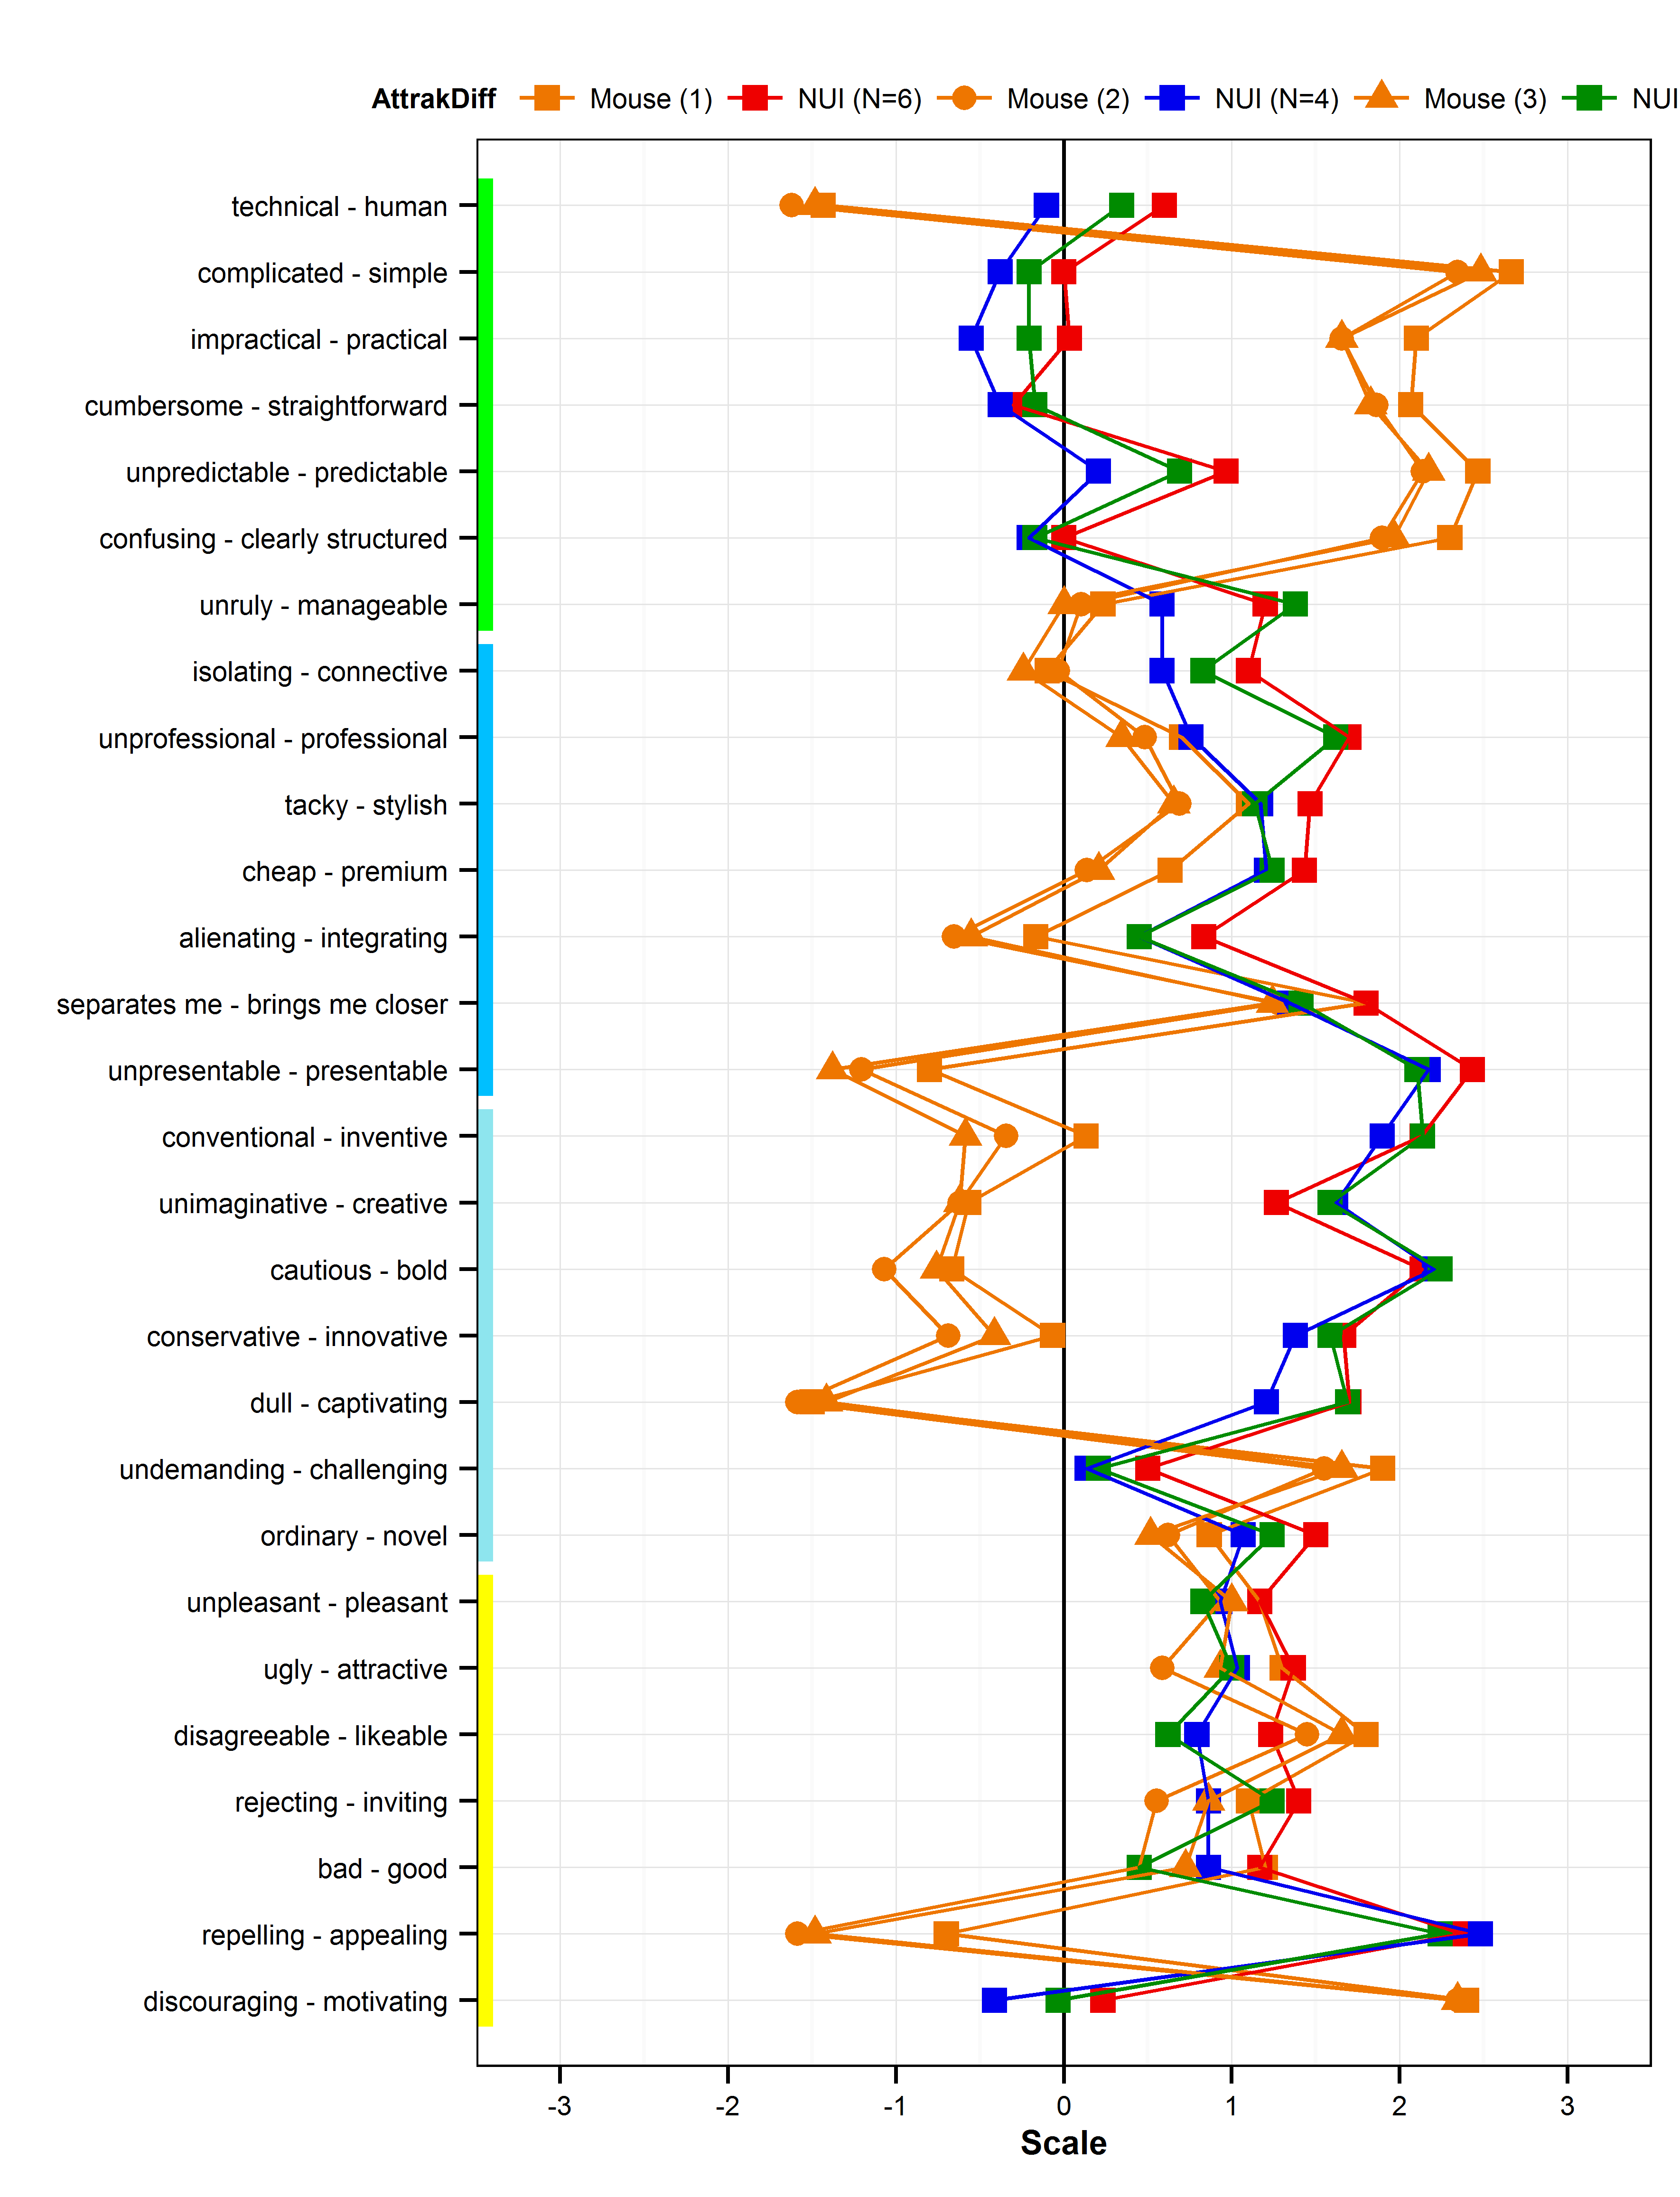 AttrakDiff Mouse (1) NUI (N=6) Mouse (2) NUI (N=4) Mouse (3) NUI
technical - human
complicated - simple
impractical - practical
cumbersome - straightforward
unpredictable - predictable
confusing - clearly structured
unruly - manageable
isolating - connective
unprofessional - professional
tacky - stylish
cheap - premium
alienating - integrating
separates me - brings me closer
unpresentable - presentable
conventional - inventive
unimaginative - creative
cautious - bold
conservative - innovative
dull - captivating
undemanding - challenging
ordinary - novel
unpleasant - pleasant
ugly - attractive
disagreeable - likeable
rejecting - inviting
bad - good
repelling - appealing
discouraging - motivating
-3 -2 -1 0 1 2 3
Scale